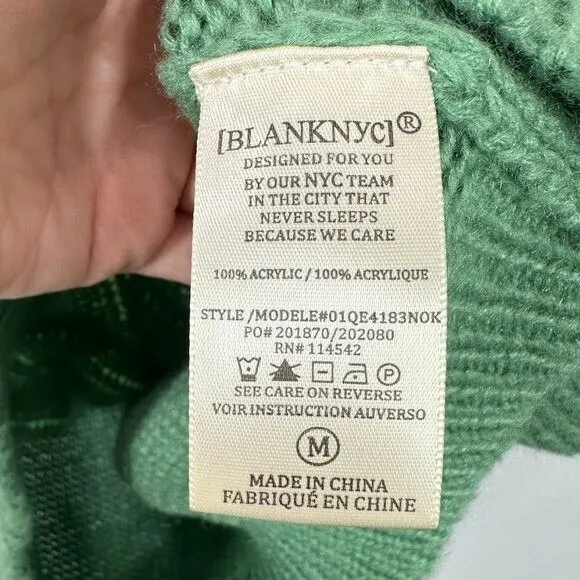 [BLANKNYC]®
DESIGNED FOR YOU
BY OUR NYC TEAM
IN THE CITY THAT
NEVER SLEEPS
BECAUSE WE CARE
100% ACRYLIC / 100% ACRYLIQUE
STYLE /MODELE#01QE4183NOK
PO# 201870/202080
RN# 114542
P
SEE CARE ON REVERSE
VOIR INSTRUCTION AUVERSO
M
MADE IN CHINA
FABRIQUÉ EN CHINE